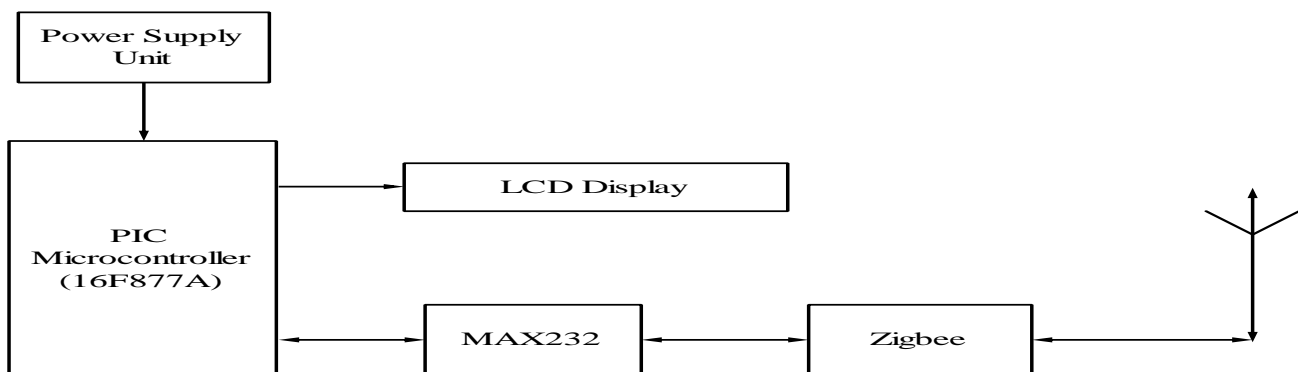 Power Supply
Unit
LCD Display
PIC
Microcontroller
(16F877A)
MAX232
Zigbee